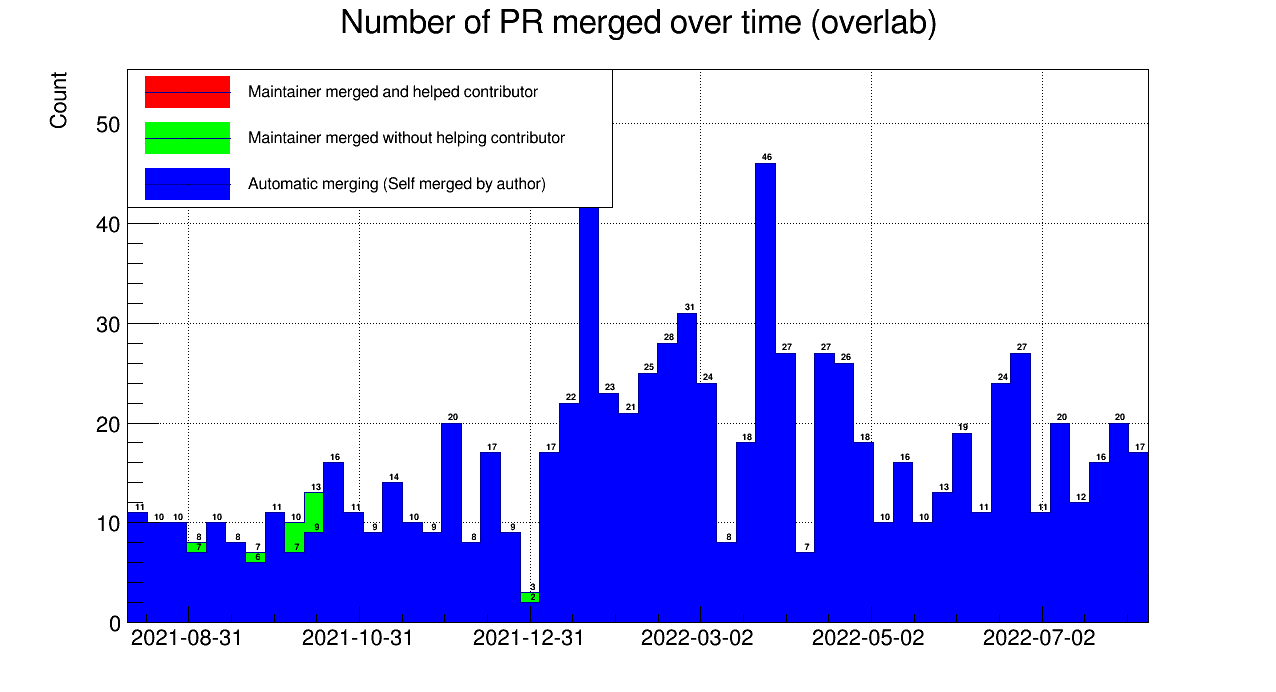 Number of PR merged over time (overlab)
Count
Maintainer merged and helped contributor
Maintainer merged without helping contributor
Automatic merging (Self merged by author)
50
40
30
20
10
0
11 10 10 8 7 10 8 7 6 11 10 7 13 9 16 11 9 14 10 9 20 8 17 9 3 2 17 22 23 21 25 28 31 24 8 18 46 27 7 27 26 18 10 16 10 13 19 11 24 27 11 20 12 16 20 17
2021-08-31 2021-10-31 2021-12-31 2022-03-02 2022-05-02 2022-07-02